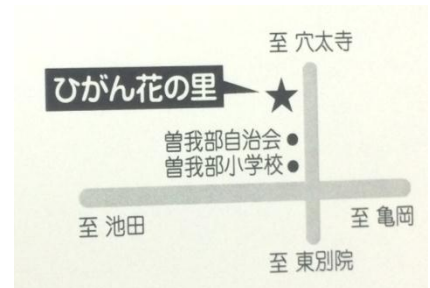 至 穴太寺
ひがん花の里
曽我部自治会
曽我部小学校
至 池田
至 亀岡
至 東別院